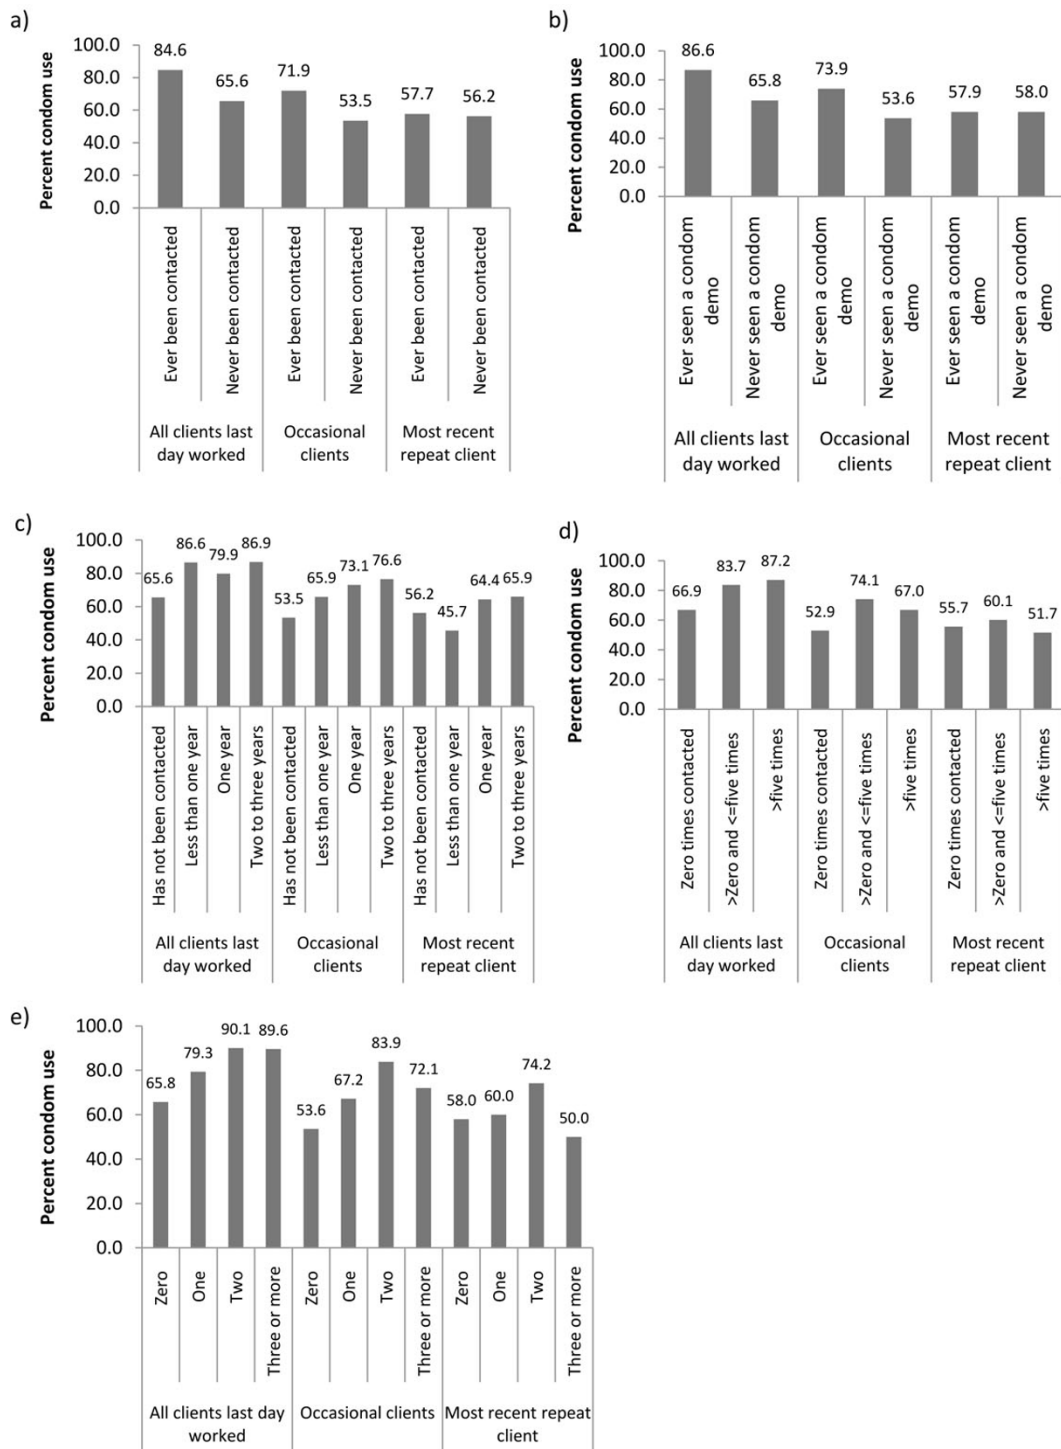 a)
Percent condom use
100.0
80.0
60.0
40.0
20.0
0.0
84.6
65.6
71.9
53.5
57.7
56.2
Ever been contacted
Never been contacted
Ever been contacted
Never been contacted
Ever been contacted
Never been contacted
All clients last
day worked
Occasional
clients
Most recent
repeat client
b)
Percent condom use
100.0
80.0
60.0
40.0
20.0
0.0
86.6
65.8
73.9
53.6
57.9
58.0
Ever seen a condom
demo
Never seen a condom
demo
Ever seen a condom
demo
Never seen a condom
demo
Ever seen a condom
demo
Never seen a condom
demo
All clients last
day worked
Occasional
clients
Most recent
repeat client
c)
Percent condom use
100.0
80.0
60.0
40.0
20.0
0.0
65.6
86.6
79.9
86.9
53.5
65.9
73.1
76.6
56.2
45.7
64.4
65.9
Has not been contacted
Less than one year
One year
Two to three years
Has not been contacted
Less than one year
One year
Two to three years
Has not been contacted
Less than one year
One year
Two to three years
All clients last
day worked
Occasional
clients
Most recent
repeat client
d)
Percent condom use
100.0
80.0
60.0
40.0
20.0
0.0
66.9
83.7
87.2
52.9
74.1
67.0
55.7
60.1
51.7
Zero times contacted
>Zero and <=five times
>five times
Zero times contacted
>Zero and <=five times
>five times
Zero times contacted
>Zero and <=five times
>five times
All clients last
day worked
Occasional
clients
Most recent
repeat client
e)
Percent condom use
100.0
80.0
60.0
40.0
20.0
0.0
65.8
79.3
90.1
89.6
53.6
67.2
83.9
72.1
58.0
60.0
74.2
50.0
Zero
One
Two
Three or more
Zero
One
Two
Three or more
Zero
One
Two
Three or more
All clients last day
worked
Occasional clients
Most recent repeat
client